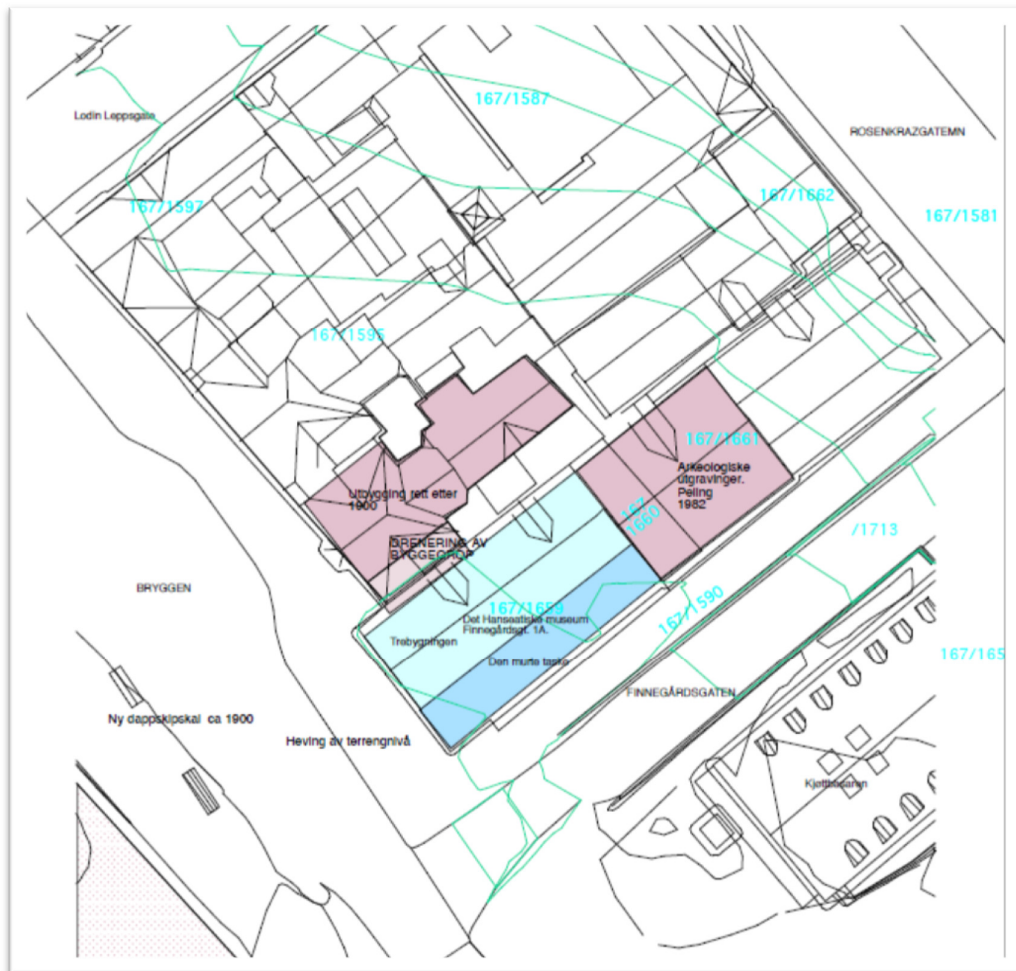 167/1587
Lodin Leppsgate
ROSENKRAZGATEMN
167/1662
167/1597
167/1581
167/1595
167/1661
Arkeologiske
utgravinger.
Peling
1982
Utbygging rett etter
1900
167
1660
DRENERING AV
BYGGEGROP
/1713
BRYGGEN
167/1659
Det Hanseatiske museum
Finnegårdsgt. 1A.
167/1590
Trebygningen
Den murte taske
167/165
FINNEGÅRDSGATEN
Ny dappskipskai ca 1900
Heving av terrengnivå
Kjøttbasaren